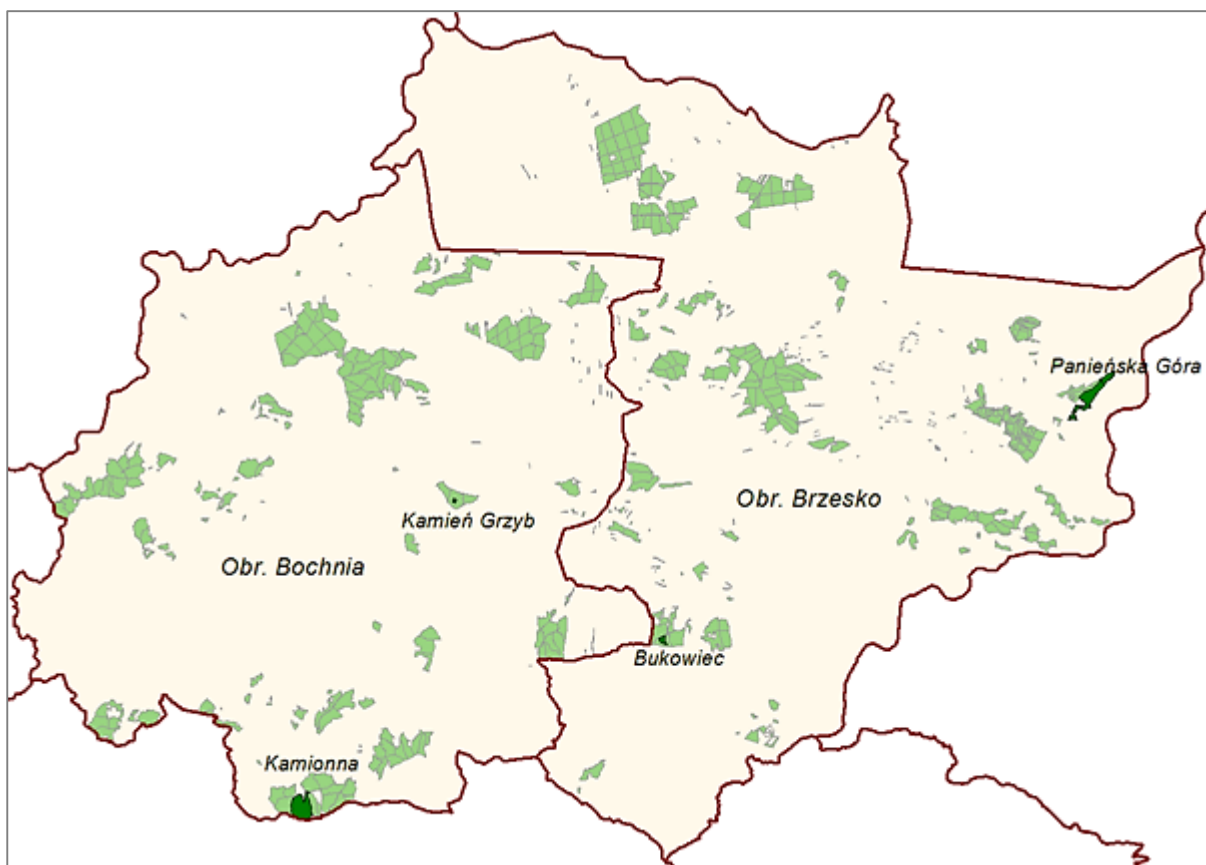 Panieńska Góra
Obr. Brzesko
Kamień Grzyb
Obr. Bochnia
Bukowiec
Kamionna